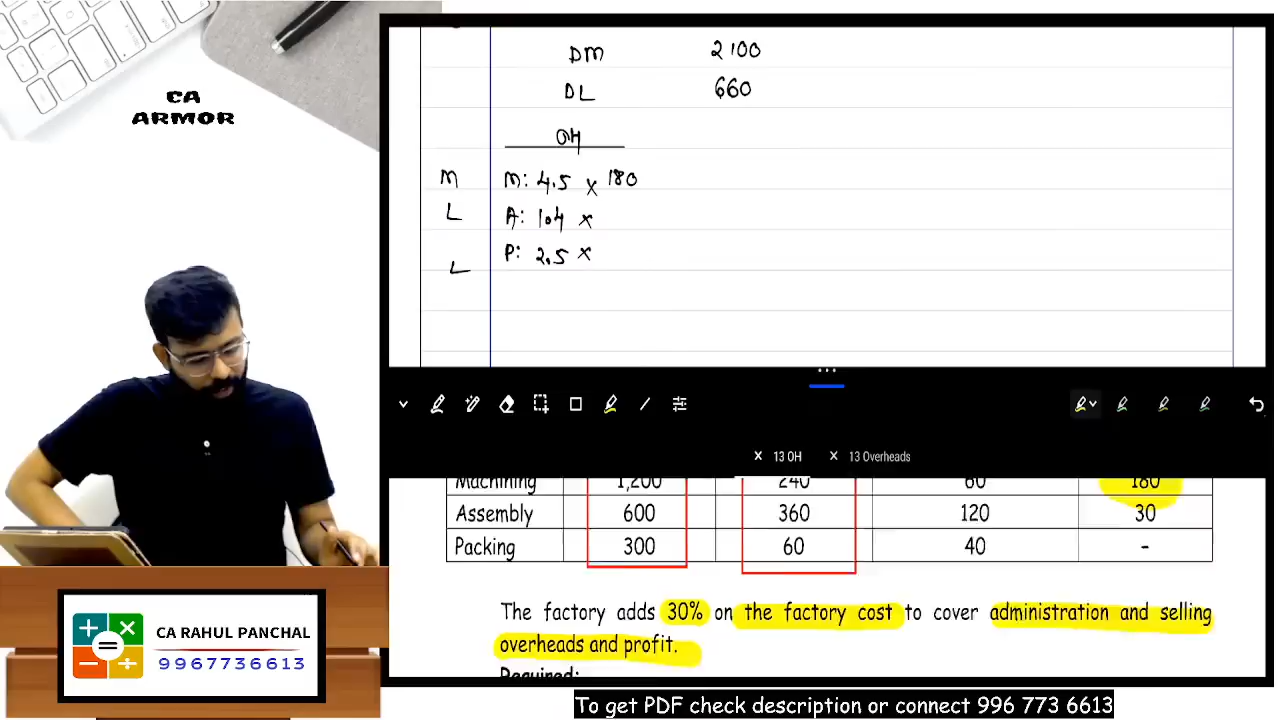 CA
ARMOR
DM 2100
DL 660
OH
M M: 4.5 x 180
L A: 1.04 x
L P: 2.5 x
13 OH 13 Overheads
Machining 1,200 240 60 180
Assembly 600 360 120 30
Packing 300 60 40 -
The factory adds 30% on the factory cost to cover administration and selling
overheads and profit.
Required:
CA RAHUL PANCHAL
9967736613
To get PDF check description or connect 996 773 6613